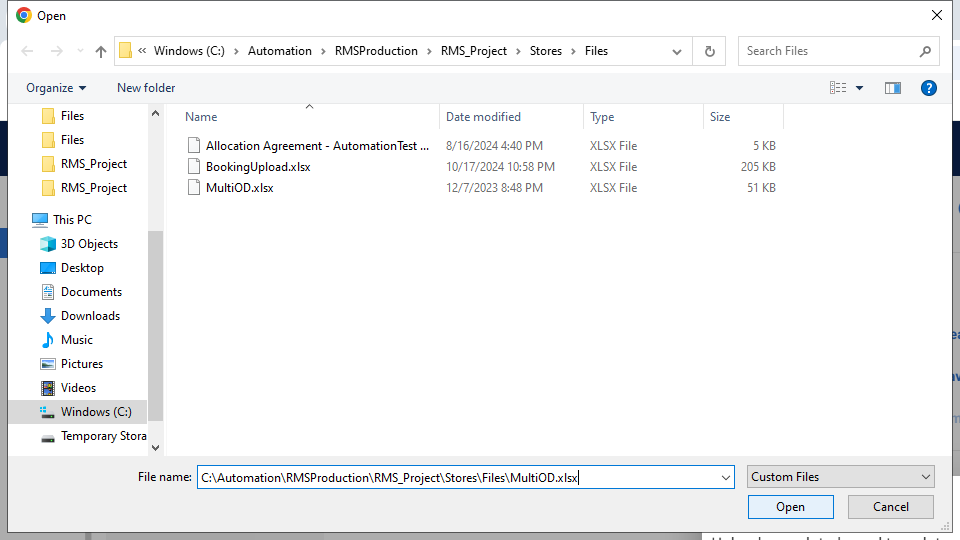 Open
« Windows (C:) › Automation › RMSProduction › RMS_Project › Stores › Files
Search Files
Organize New folder
Files
Files
RMS_Project
RMS_Project
This PC
3D Objects
Desktop
Documents
Downloads
Music
Pictures
Videos
Windows (C:)
Temporary Stora
Name Date modified Type Size
Allocation Agreement - AutomationTest ... 8/16/2024 4:40 PM XLSX File 5 KB
BookingUpload.xlsx 10/17/2024 10:58 PM XLSX File 205 KB
MultiOD.xlsx 12/7/2023 8:48 PM XLSX File 51 KB
File name: C:\Automation\RMSProduction\RMS_Project\Stores\Files\MultiOD.xlsx
Custom Files
Open Cancel